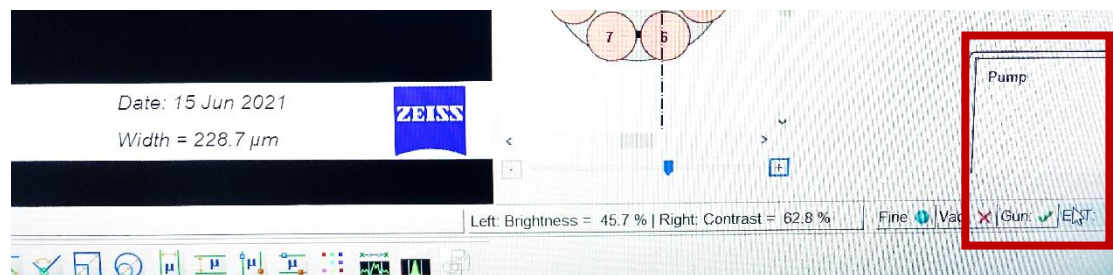 7 6
Pump
Date: 15 Jun 2021
ZEISS
Width = 228.7 μm
Left: Brightness = 45.7 % | Right: Contrast = 62.8 %
Fine Vac Gun: EHT:
μ μ μ μ